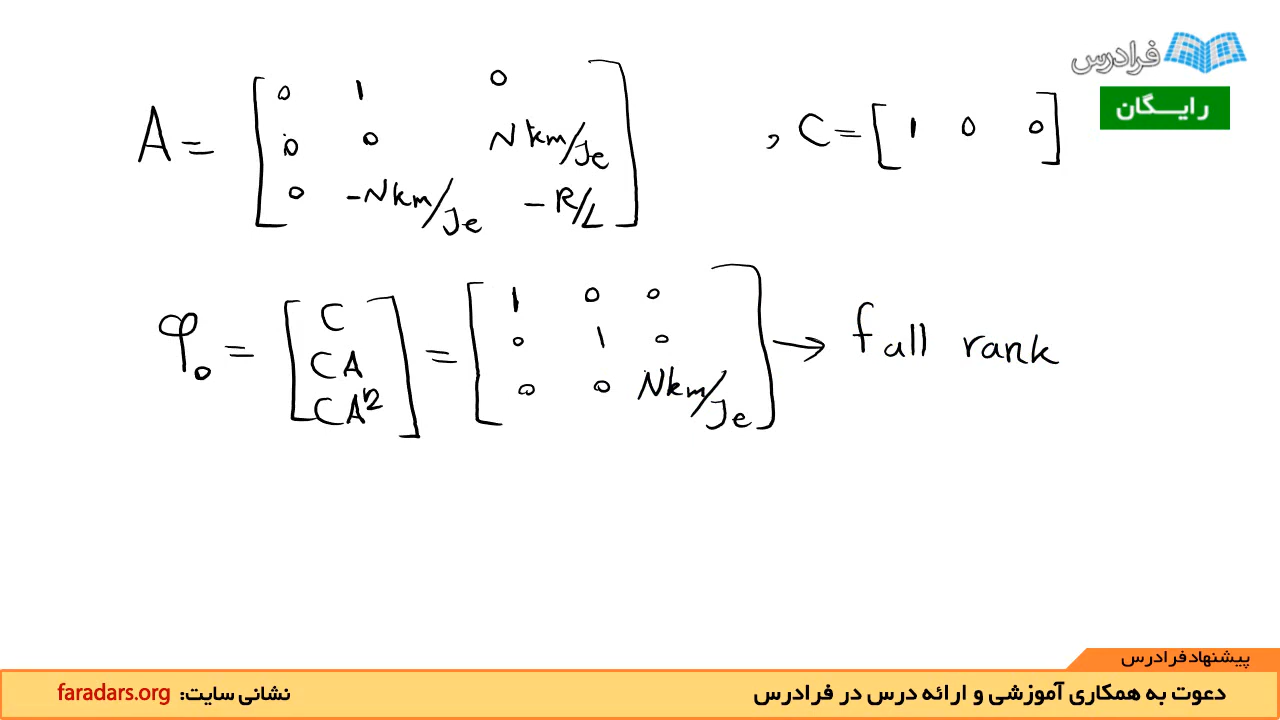 فرادرس
رایــــگان
A = [ 0 1 0
0 0 Nkm/Je
0 -Nkm/Je -R/L ] , C = [ 1 0 0 ]
φo = [ C
CA
CA² ] = [ 1 0 0
0 1 0
0 0 Nkm/Je ] → full rank
پیشنهاد فرادرس
دعوت به همکاری آموزشی و ارائه درس در فرادرس
نشانی سایت: faradars.org